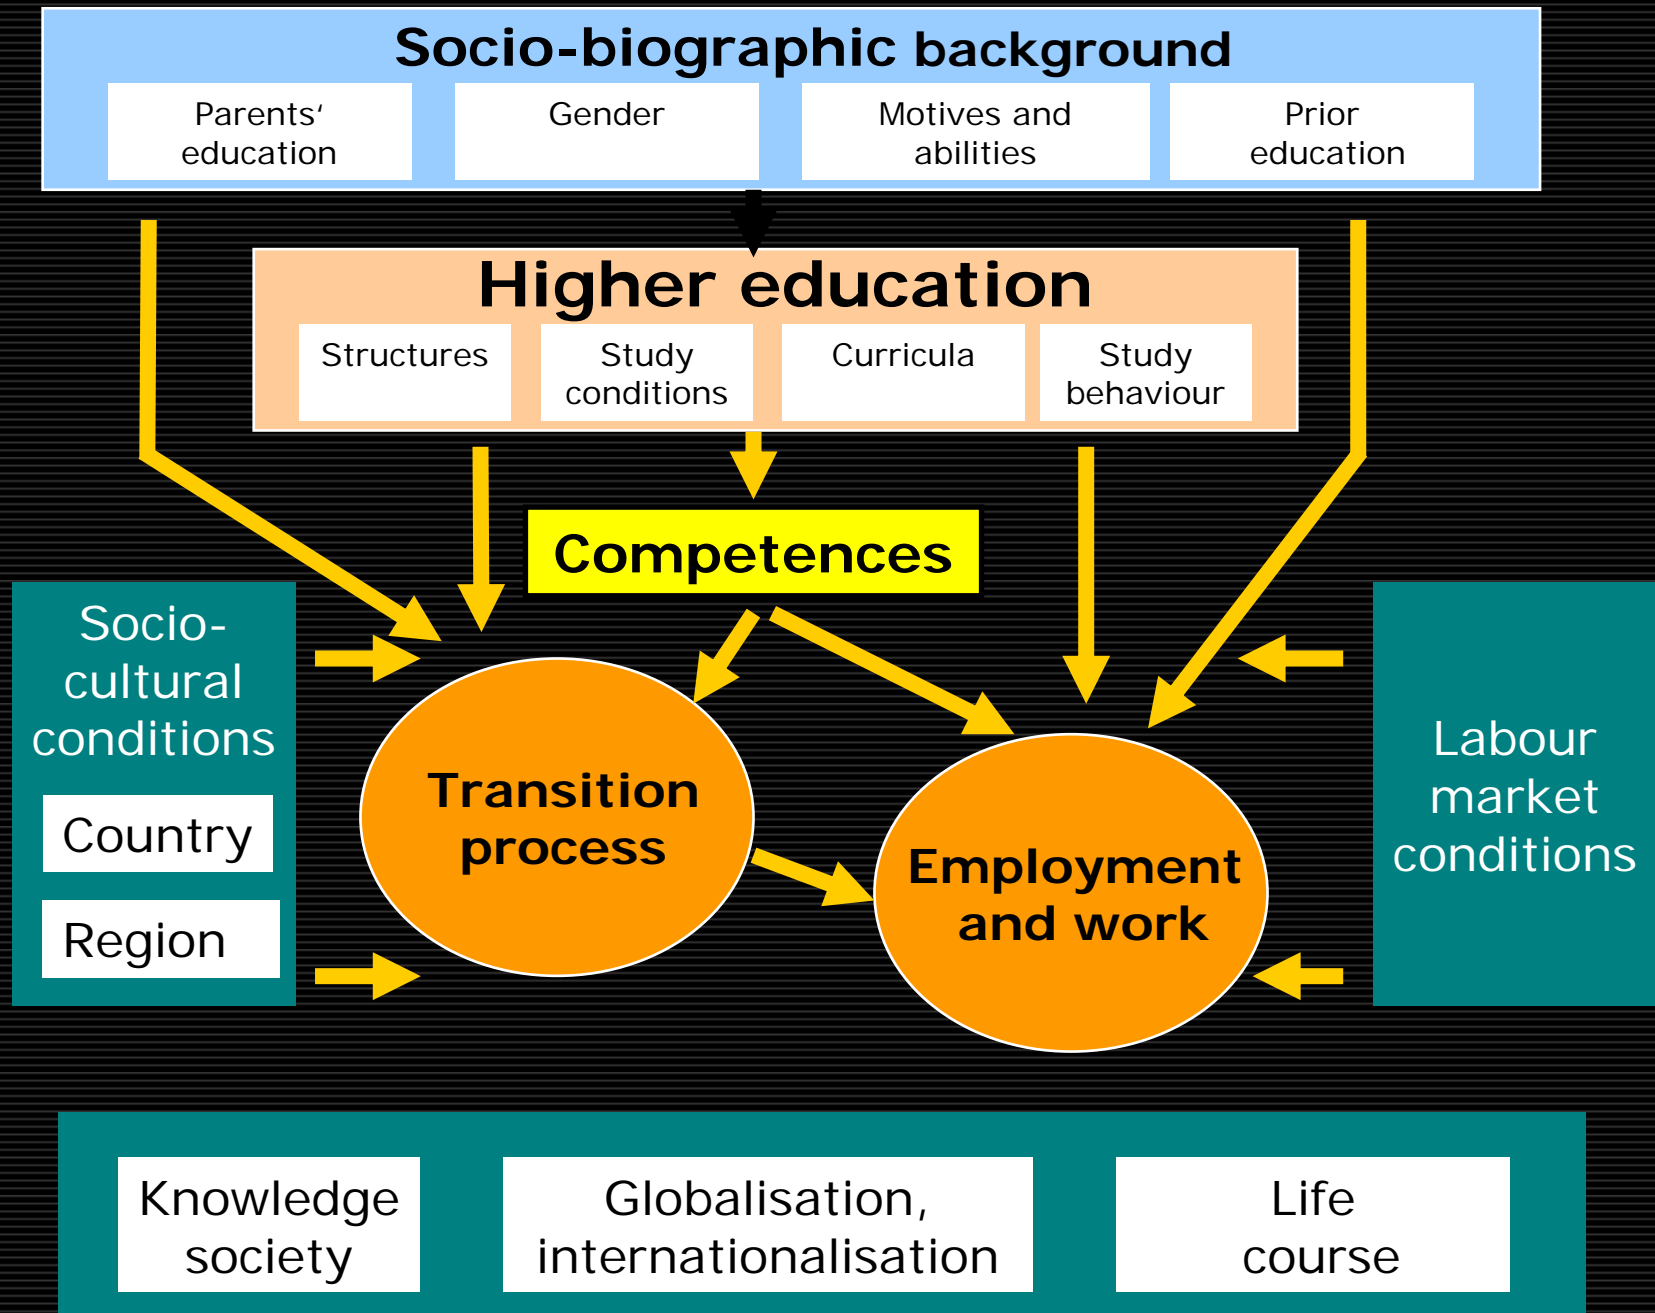 Socio-biographic background
Parents‘
education
Gender
Motives and
abilities
Prior
education
Higher education
Structures
Study
conditions
Curricula
Study
behaviour
Competences
Socio-
cultural
conditions
Country
Region
Transition
process
Employment
and work
Labour
market
conditions
Knowledge
society
Globalisation,
internationalisation
Life
course